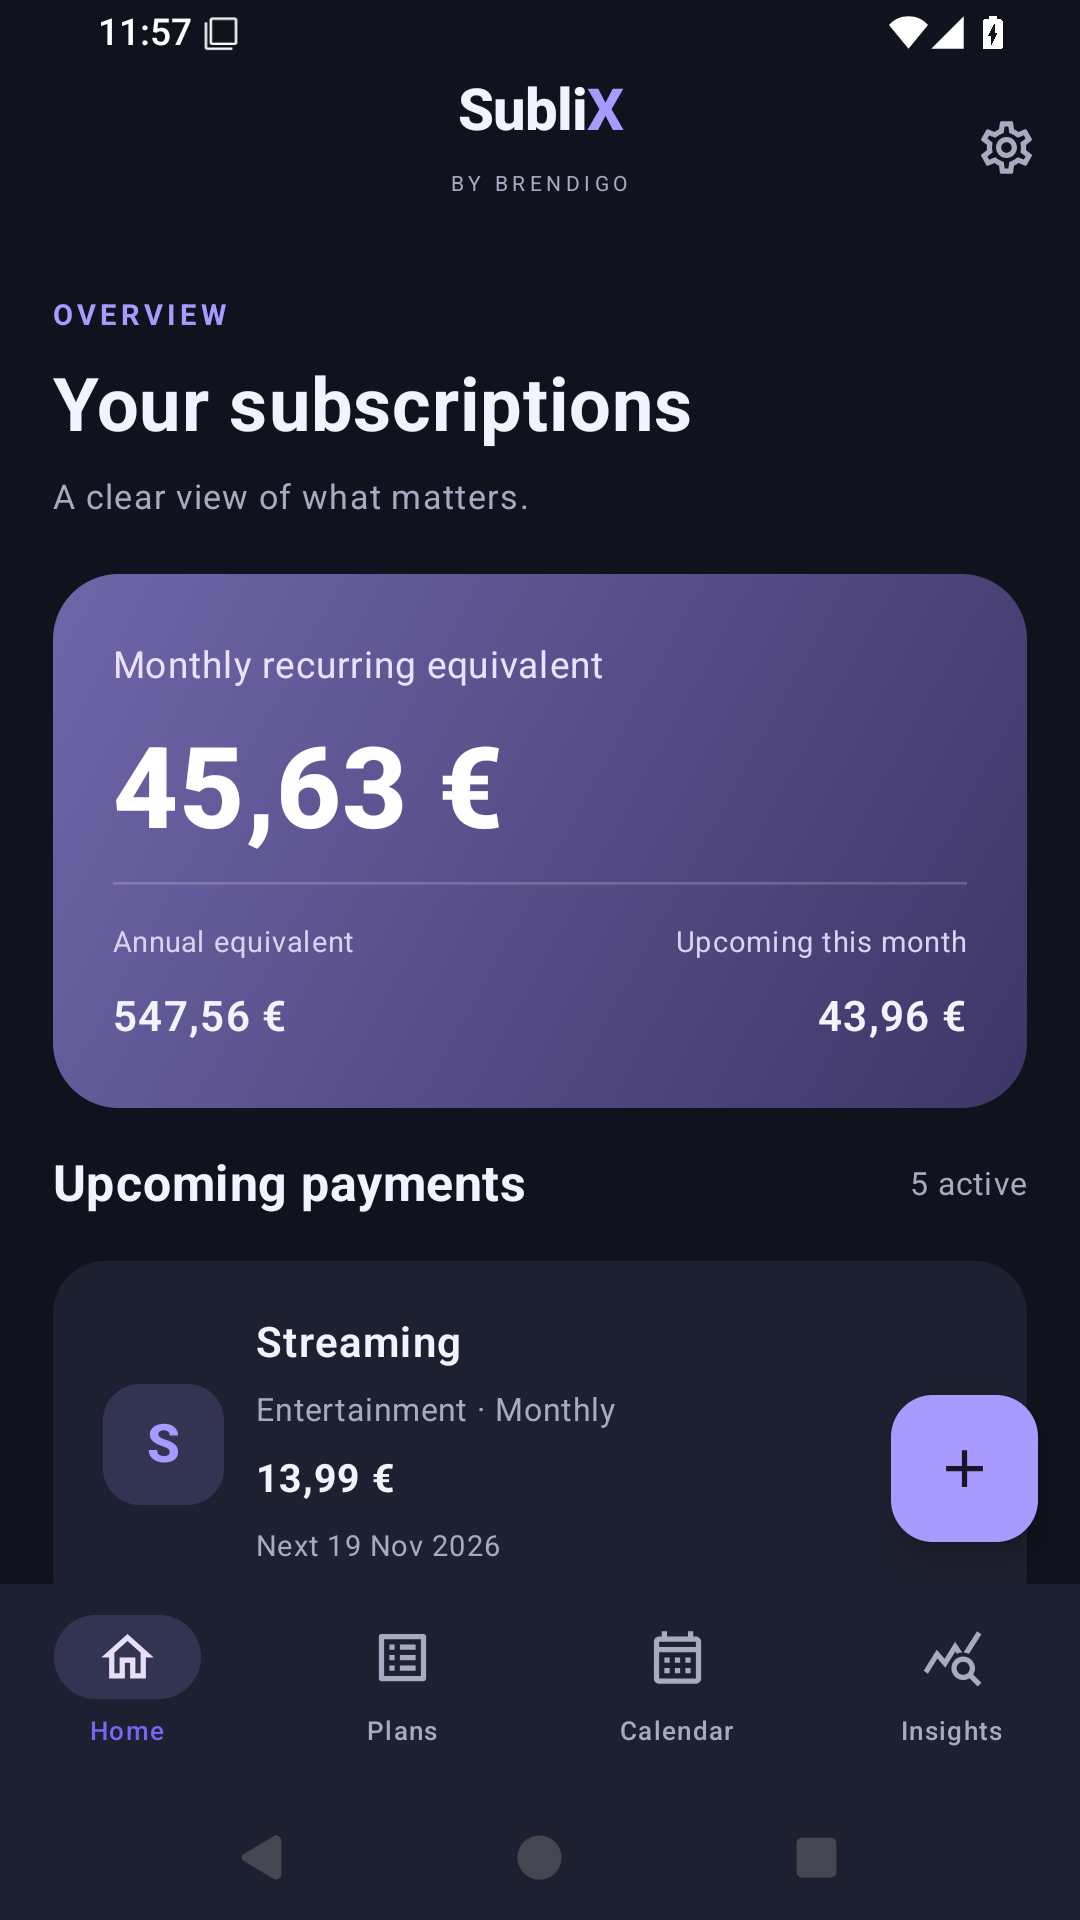 11:57
SubliX
BY BRENDIGO
OVERVIEW
Your subscriptions
A clear view of what matters.
Monthly recurring equivalent
45,63 €
Annual equivalent
Upcoming this month
547,56 €
43,96 €
Upcoming payments
5 active
Streaming
S
Entertainment · Monthly
13,99 €
Next 19 Nov 2026
+
Home
Plans
Calendar
Insights